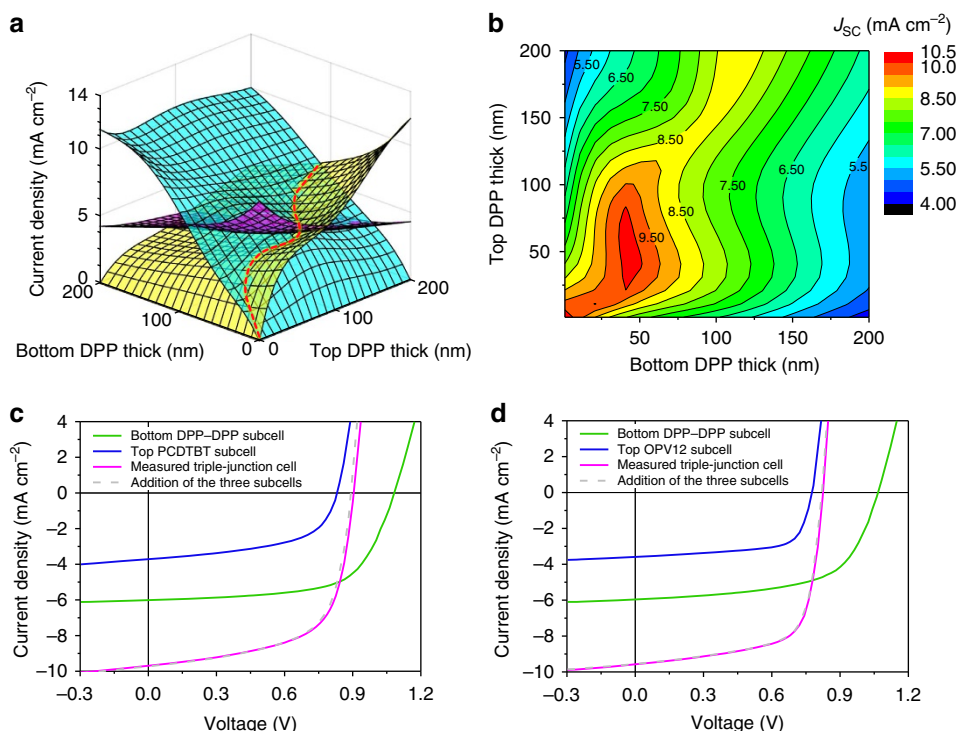 a
Current density (mA cm⁻²)
14
10
5
0
200
100
0
0
100
200
Bottom DPP thick (nm)
Top DPP thick (nm)
b
J_SC (mA cm⁻²)
200
150
100
50
Top DPP thick (nm)
50
100
150
200
Bottom DPP thick (nm)
5.50
6.50
7.50
8.50
7.50
6.50
5.5
8.50
9.50
10.5
10.0
8.50
7.00
5.50
4.00
c
4
2
0
−2
−4
−6
−8
−10
Current density (mA cm⁻²)
Bottom DPP–DPP subcell
Top PCDTBT subcell
Measured triple-junction cell
Addition of the three subcells
−0.3
0.0
0.3
0.6
0.9
1.2
Voltage (V)
d
4
2
0
−2
−4
−6
−8
−10
Current density (mA cm⁻²)
Bottom DPP–DPP subcell
Top OPV12 subcell
Measured triple-junction cell
Addition of the three subcells
−0.3
0.0
0.3
0.6
0.9
1.2
Voltage (V)